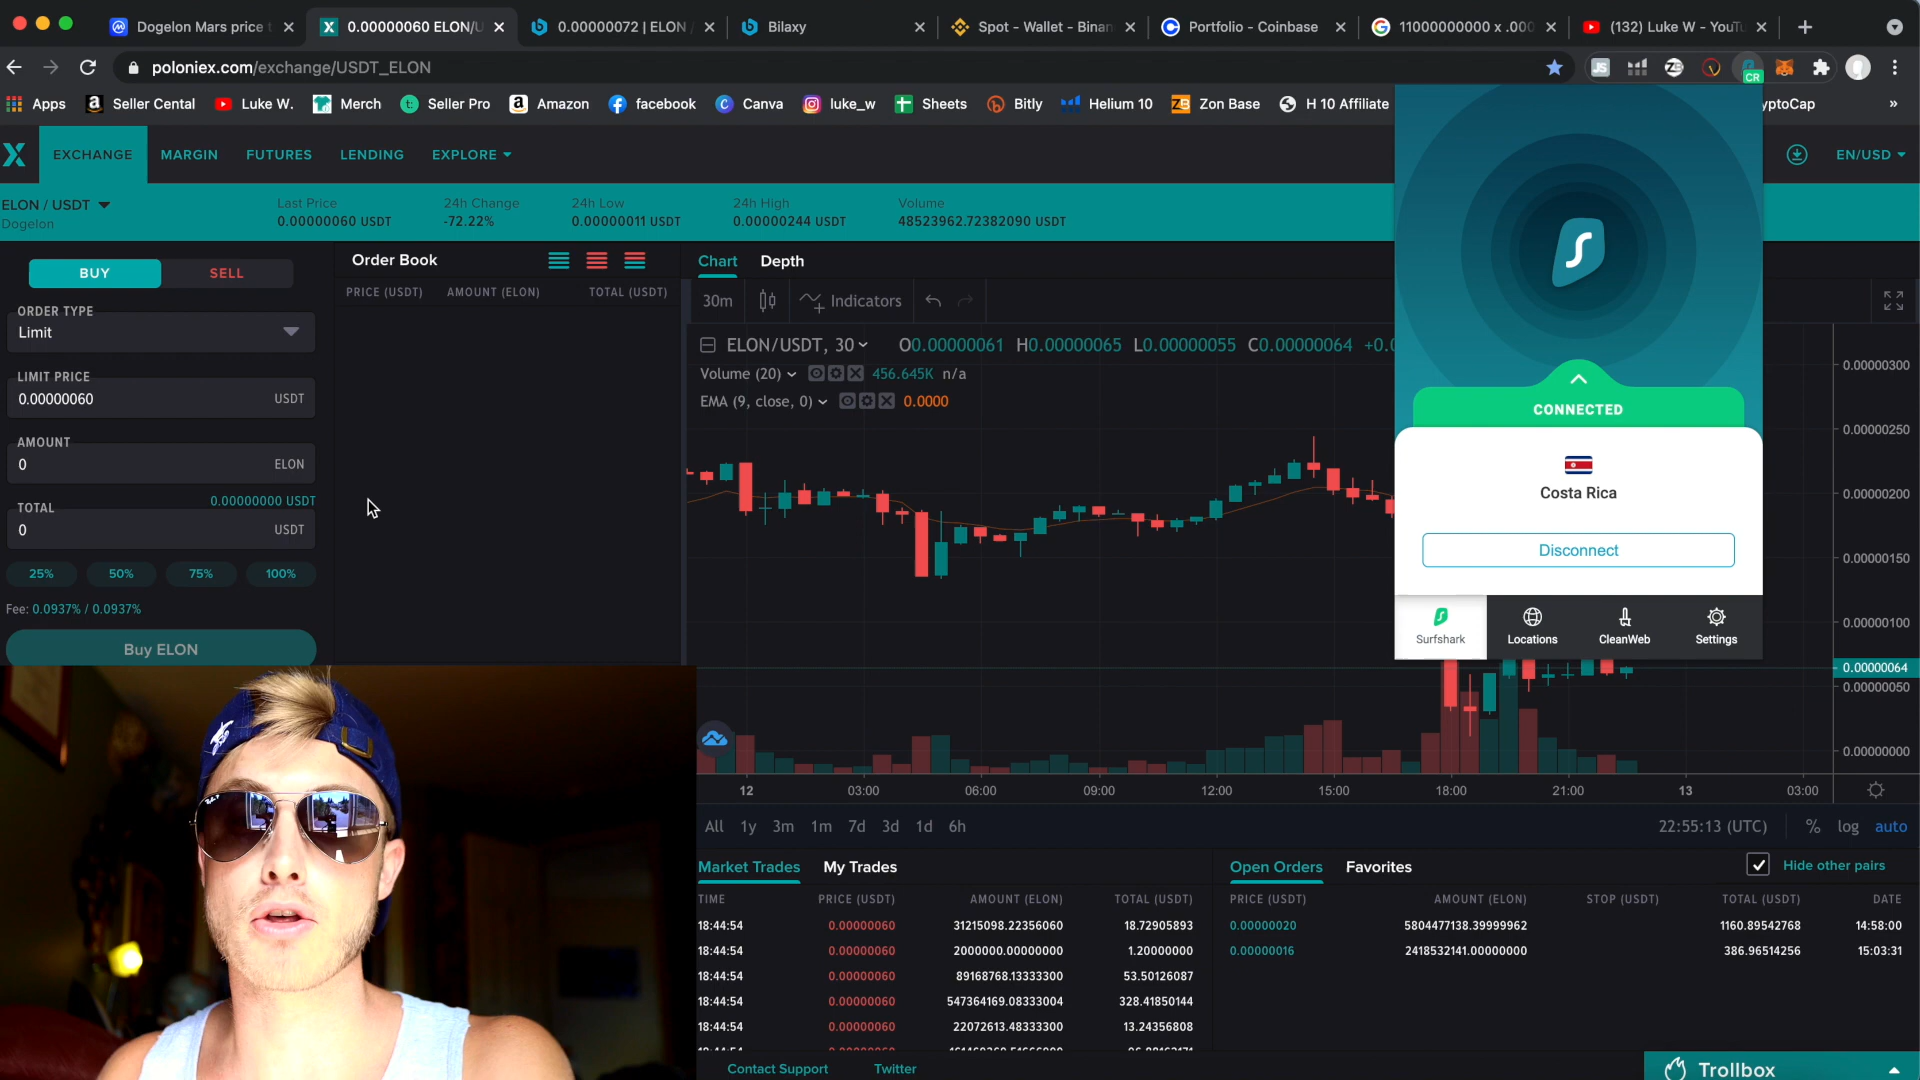 Dogelon Mars price t
0.00000060 ELON/U
0.00000072 | ELON /
Bilaxy
Spot - Wallet - Binan
Portfolio - Coinbase
11000000000 x .000
(132) Luke W - YouTu
poloniex.com/exchange/USDT_ELON
CR
Apps
Seller Cental
Luke W.
Merch
Seller Pro
Amazon
facebook
Canva
luke_w
Sheets
Bitly
Helium 10
Zon Base
H 10 Affiliate
yptoCap
»
EXCHANGE
MARGIN
FUTURES
LENDING
EXPLORE
EN/USD
ELON / USDT
Dogelon
Last Price
0.00000060 USDT
24h Change
-72.22%
24h Low
0.00000011 USDT
24h High
0.00000244 USDT
Volume
48523962.72382090 USDT
BUY
SELL
ORDER TYPE
Limit
LIMIT PRICE
0.00000060 USDT
AMOUNT
0 ELON
0.00000000 USDT
TOTAL
0 USDT
25% 50% 75% 100%
Fee: 0.0937% / 0.0937%
Buy ELON
Order Book
PRICE (USDT) AMOUNT (ELON) TOTAL (USDT)
Chart Depth
30m Indicators
ELON/USDT, 30 O0.00000061 H0.00000065 L0.00000055 C0.00000064 +0.0
Volume (20) 456.645K n/a
EMA (9, close, 0) 0.0000
CONNECTED
Costa Rica
Disconnect
Surfshark
Locations
CleanWeb
Settings
0.00000300
0.00000250
0.00000200
0.00000150
0.00000100
0.00000064
0.00000050
0.00000000
12 03:00 06:00 09:00 12:00 15:00 18:00 21:00 13 03:00
All 1y 3m 1m 7d 3d 1d 6h
22:55:13 (UTC) % log auto
Market Trades My Trades
TIME PRICE (USDT) AMOUNT (ELON) TOTAL (USDT)
18:44:54 0.00000060 31215098.22356060 18.72905893
18:44:54 0.00000060 2000000.00000000 1.20000000
18:44:54 0.00000060 89168768.13333300 53.50126087
18:44:54 0.00000060 547364169.08333004 328.41850144
18:44:54 0.00000060 22072613.48333300 13.24356808
Open Orders Favorites
Hide other pairs
PRICE (USDT) AMOUNT (ELON) STOP (USDT) TOTAL (USDT) DATE
0.00000020 5804477138.39999962 1160.89542768 14:58:00
0.00000016 2418532141.00000000 386.96514256 15:03:31
Contact Support
Twitter
Trollbox